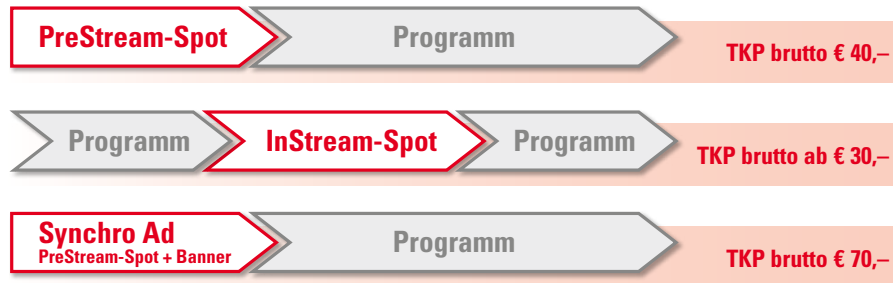 PreStream-Spot Programm TKP brutto € 40,–
Programm InStream-Spot Programm TKP brutto ab € 30,–
Synchro Ad
PreStream-Spot + Banner Programm TKP brutto € 70,–